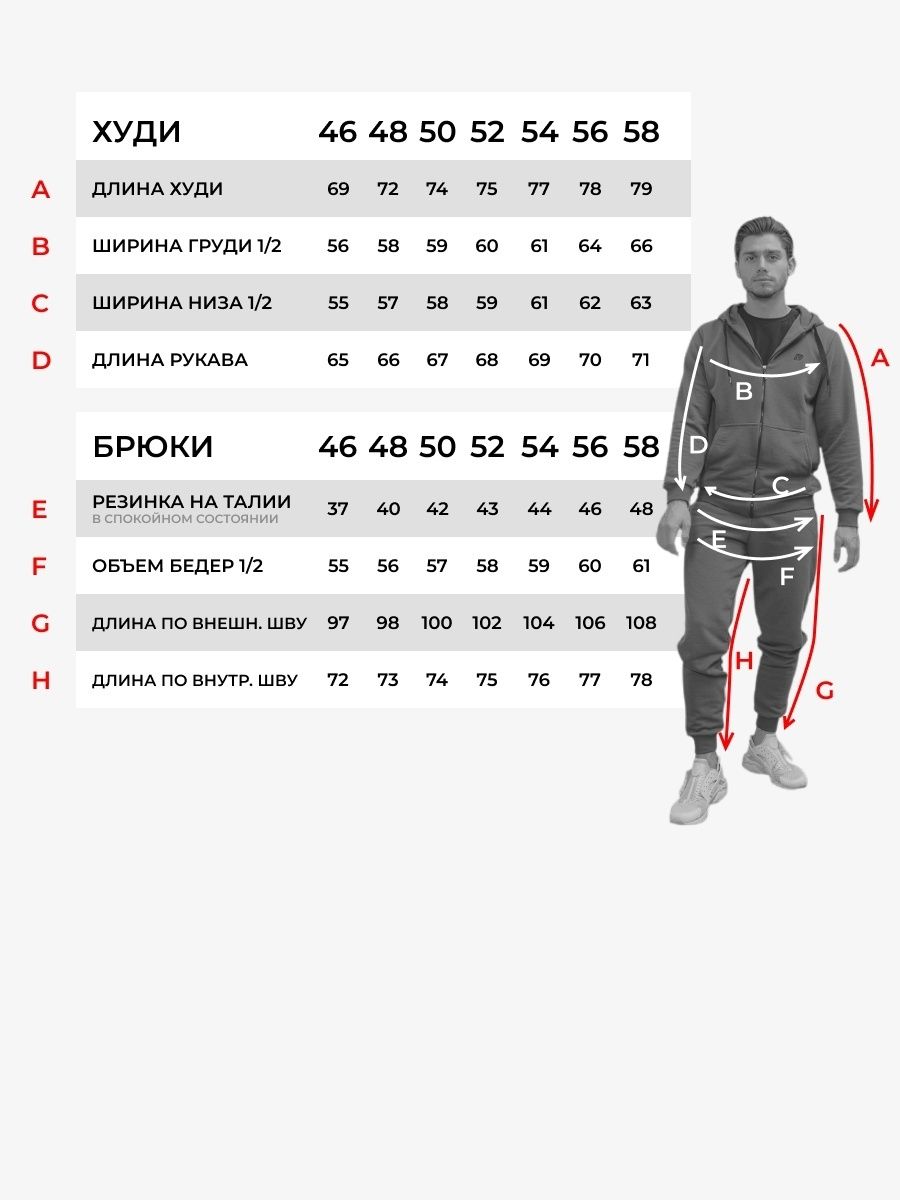 ХУДИ 46 48 50 52 54 56 58
A ДЛИНА ХУДИ 69 72 74 75 77 78 79
B ШИРИНА ГРУДИ 1/2 56 58 59 60 61 64 66
C ШИРИНА НИЗА 1/2 55 57 58 59 61 62 63
D ДЛИНА РУКАВА 65 66 67 68 69 70 71
БРЮКИ 46 48 50 52 54 56 58
E РЕЗИНКА НА ТАЛИИ 37 40 42 43 44 46 48
В СПОКОЙНОМ СОСТОЯНИИ
F ОБЪЕМ БЕДЕР 1/2 55 56 57 58 59 60 61
G ДЛИНА ПО ВНЕШН. ШВУ 97 98 100 102 104 106 108
H ДЛИНА ПО ВНУТР. ШВУ 72 73 74 75 76 77 78
A
B
D
C
E
F
H
G